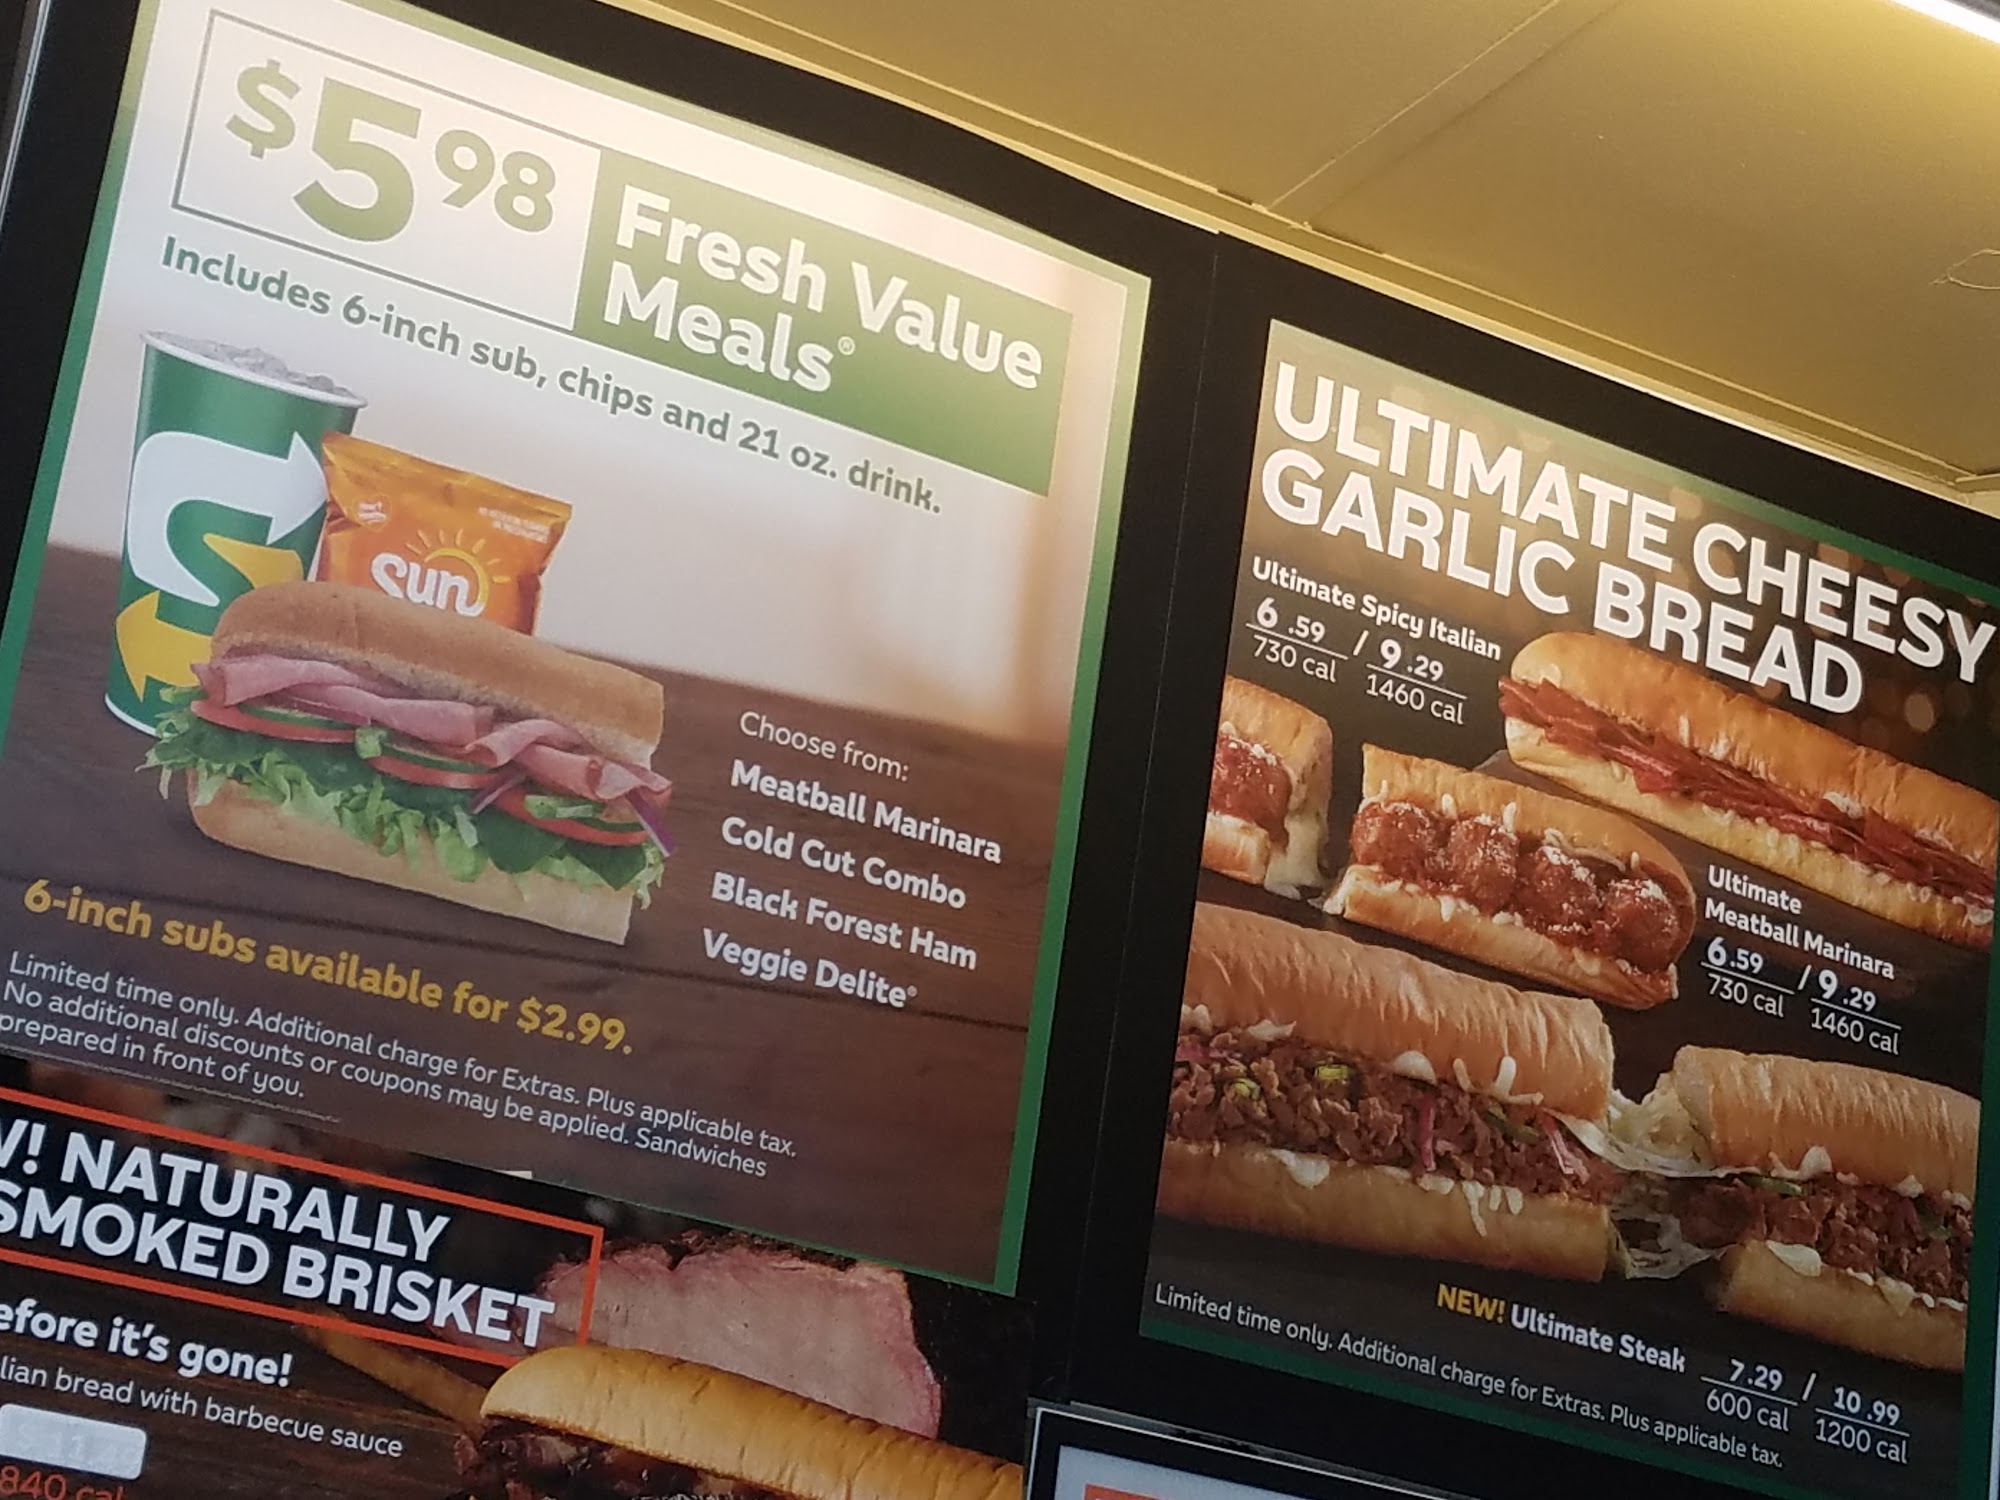 $5 98
Fresh Value
Meals®
Includes 6-inch sub, chips and 21 oz. drink.
Sun
Choose from:
Meatball Marinara
Cold Cut Combo
Black Forest Ham
Veggie Delite®
6-inch subs available for $2.99.
Limited time only. Additional charge for Extras. Plus applicable tax.
No additional discounts or coupons may be applied. Sandwiches
prepared in front of you.
NATURALLY
SMOKED BRISKET
it's gone!
bread with barbecue sauce
840 cal
ULTIMATE CHEESY
GARLIC BREAD
Ultimate Spicy Italian
6.59 / 9.29
730 cal 1460 cal
Ultimate
Meatball Marinara
6.59 / 9.29
730 cal 1460 cal
NEW! Ultimate Steak 7.29 / 10.99
600 cal 1200 cal
Limited time only. Additional charge for Extras. Plus applicable tax.